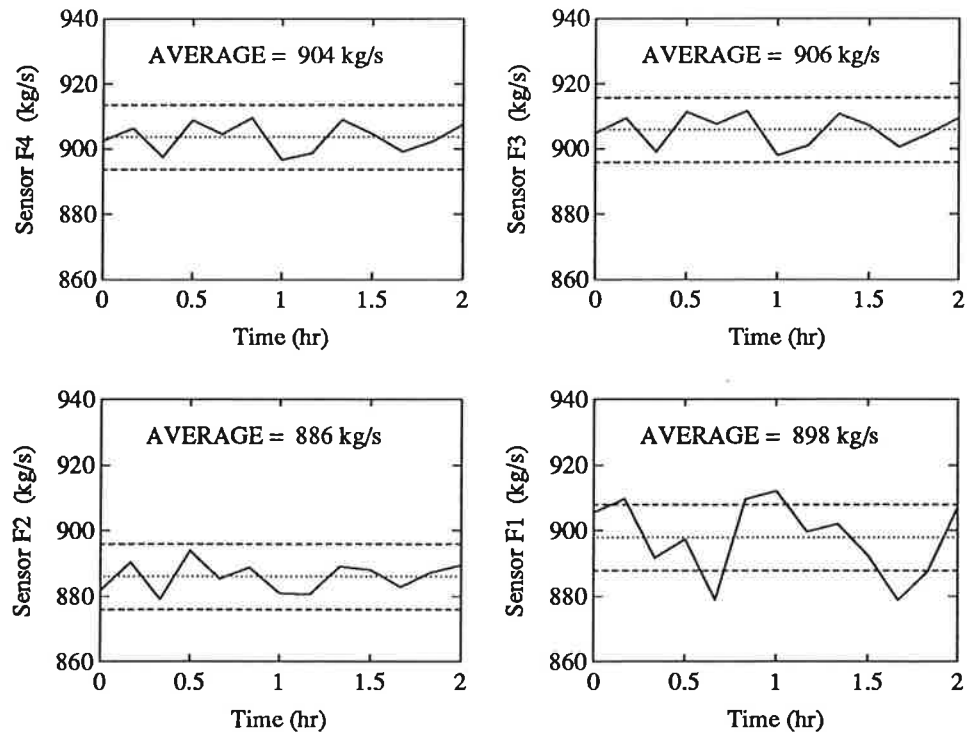 940
920
900
880
860
Sensor F4 (kg/s)
AVERAGE = 904 kg/s
0 0.5 1 1.5 2
Time (hr)
940
920
900
880
860
Sensor F3 (kg/s)
AVERAGE = 906 kg/s
0 0.5 1 1.5 2
Time (hr)
940
920
900
880
860
Sensor F2 (kg/s)
AVERAGE = 886 kg/s
0 0.5 1 1.5 2
Time (hr)
940
920
900
880
860
Sensor F1 (kg/s)
AVERAGE = 898 kg/s
0 0.5 1 1.5 2
Time (hr)